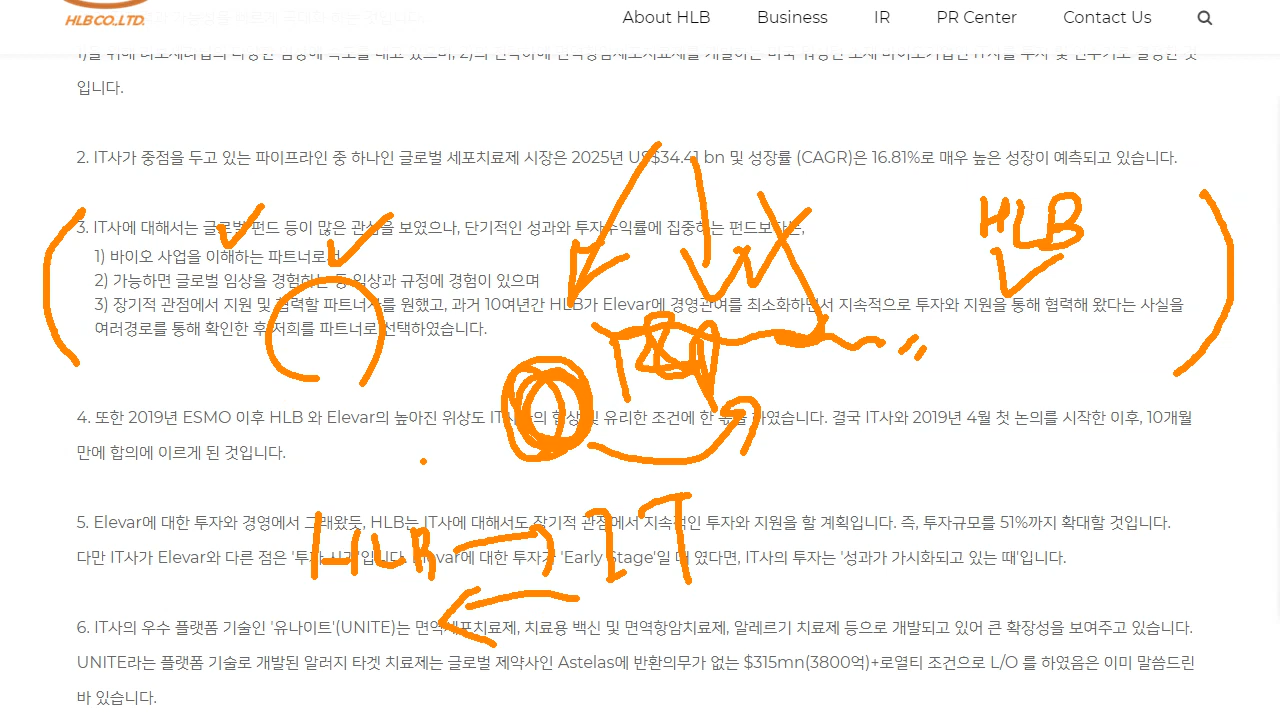 HLB CO.,LTD.
About HLB Business IR PR Center Contact Us
입니다.
2. IT사가 중점을 두고 있는 파이프라인 중 하나인 글로벌 세포치료제 시장은 2025년 US$34.41 bn 및 성장률 (CAGR)은 16.81%로 매우 높은 성장이 예측되고 있습니다.
3. IT사에 대해서는 글로벌 펀드 등이 많은 관심을 보였으나, 단기적인 성과와 투자수익률에 집중하는 펀드보다는,
HLB
1) 바이오 사업을 이해하는 파트너로서
2) 가능하면 글로벌 임상을 경험하는 등 임상과 규정에 경험이 있으며
3) 장기적 관점에서 지원 및 협력할 파트너사를 원했고, 과거 10여년간 HLB가 Elevar에 경영관여를 최소화하면서 지속적으로 투자와 지원을 통해 협력해 왔다는 사실을
여러경로를 통해 확인한 후 저희를 파트너로 선택하였습니다.
4. 또한 2019년 ESMO 이후 HLB 와 Elevar의 높아진 위상도 IT사와의 협상 및 유리한 조건에 한 몫을 하였습니다. 결국 IT사와 2019년 4월 첫 논의를 시작한 이후, 10개월
만에 합의에 이르게 된 것입니다.
5. Elevar에 대한 투자와 경영에서 그래왔듯, HLB는 IT사에 대해서도 장기적 관점에서 지속적인 투자와 지원을 할 계획입니다. 즉, 투자규모를 51%까지 확대할 것입니다.
다만 IT사가 Elevar와 다른 점은 '투자 시기'입니다. Elevar에 대한 투자가 'Early Stage'일 때 였다면, IT사의 투자는 '성과가 가시화되고 있는 때'입니다.
HLB IT
6. IT사의 우수 플랫폼 기술인 '유나이트'(UNITE)는 면역세포치료제, 치료용 백신 및 면역항암치료제, 알레르기 치료제 등으로 개발되고 있어 큰 확장성을 보여주고 있습니다.
UNITE라는 플랫폼 기술로 개발된 알러지 타겟 치료제는 글로벌 제약사인 Astelas에 반환의무가 없는 $315mn(3800억)+로열티 조건으로 L/O 를 하였음은 이미 말씀드린
바 있습니다.